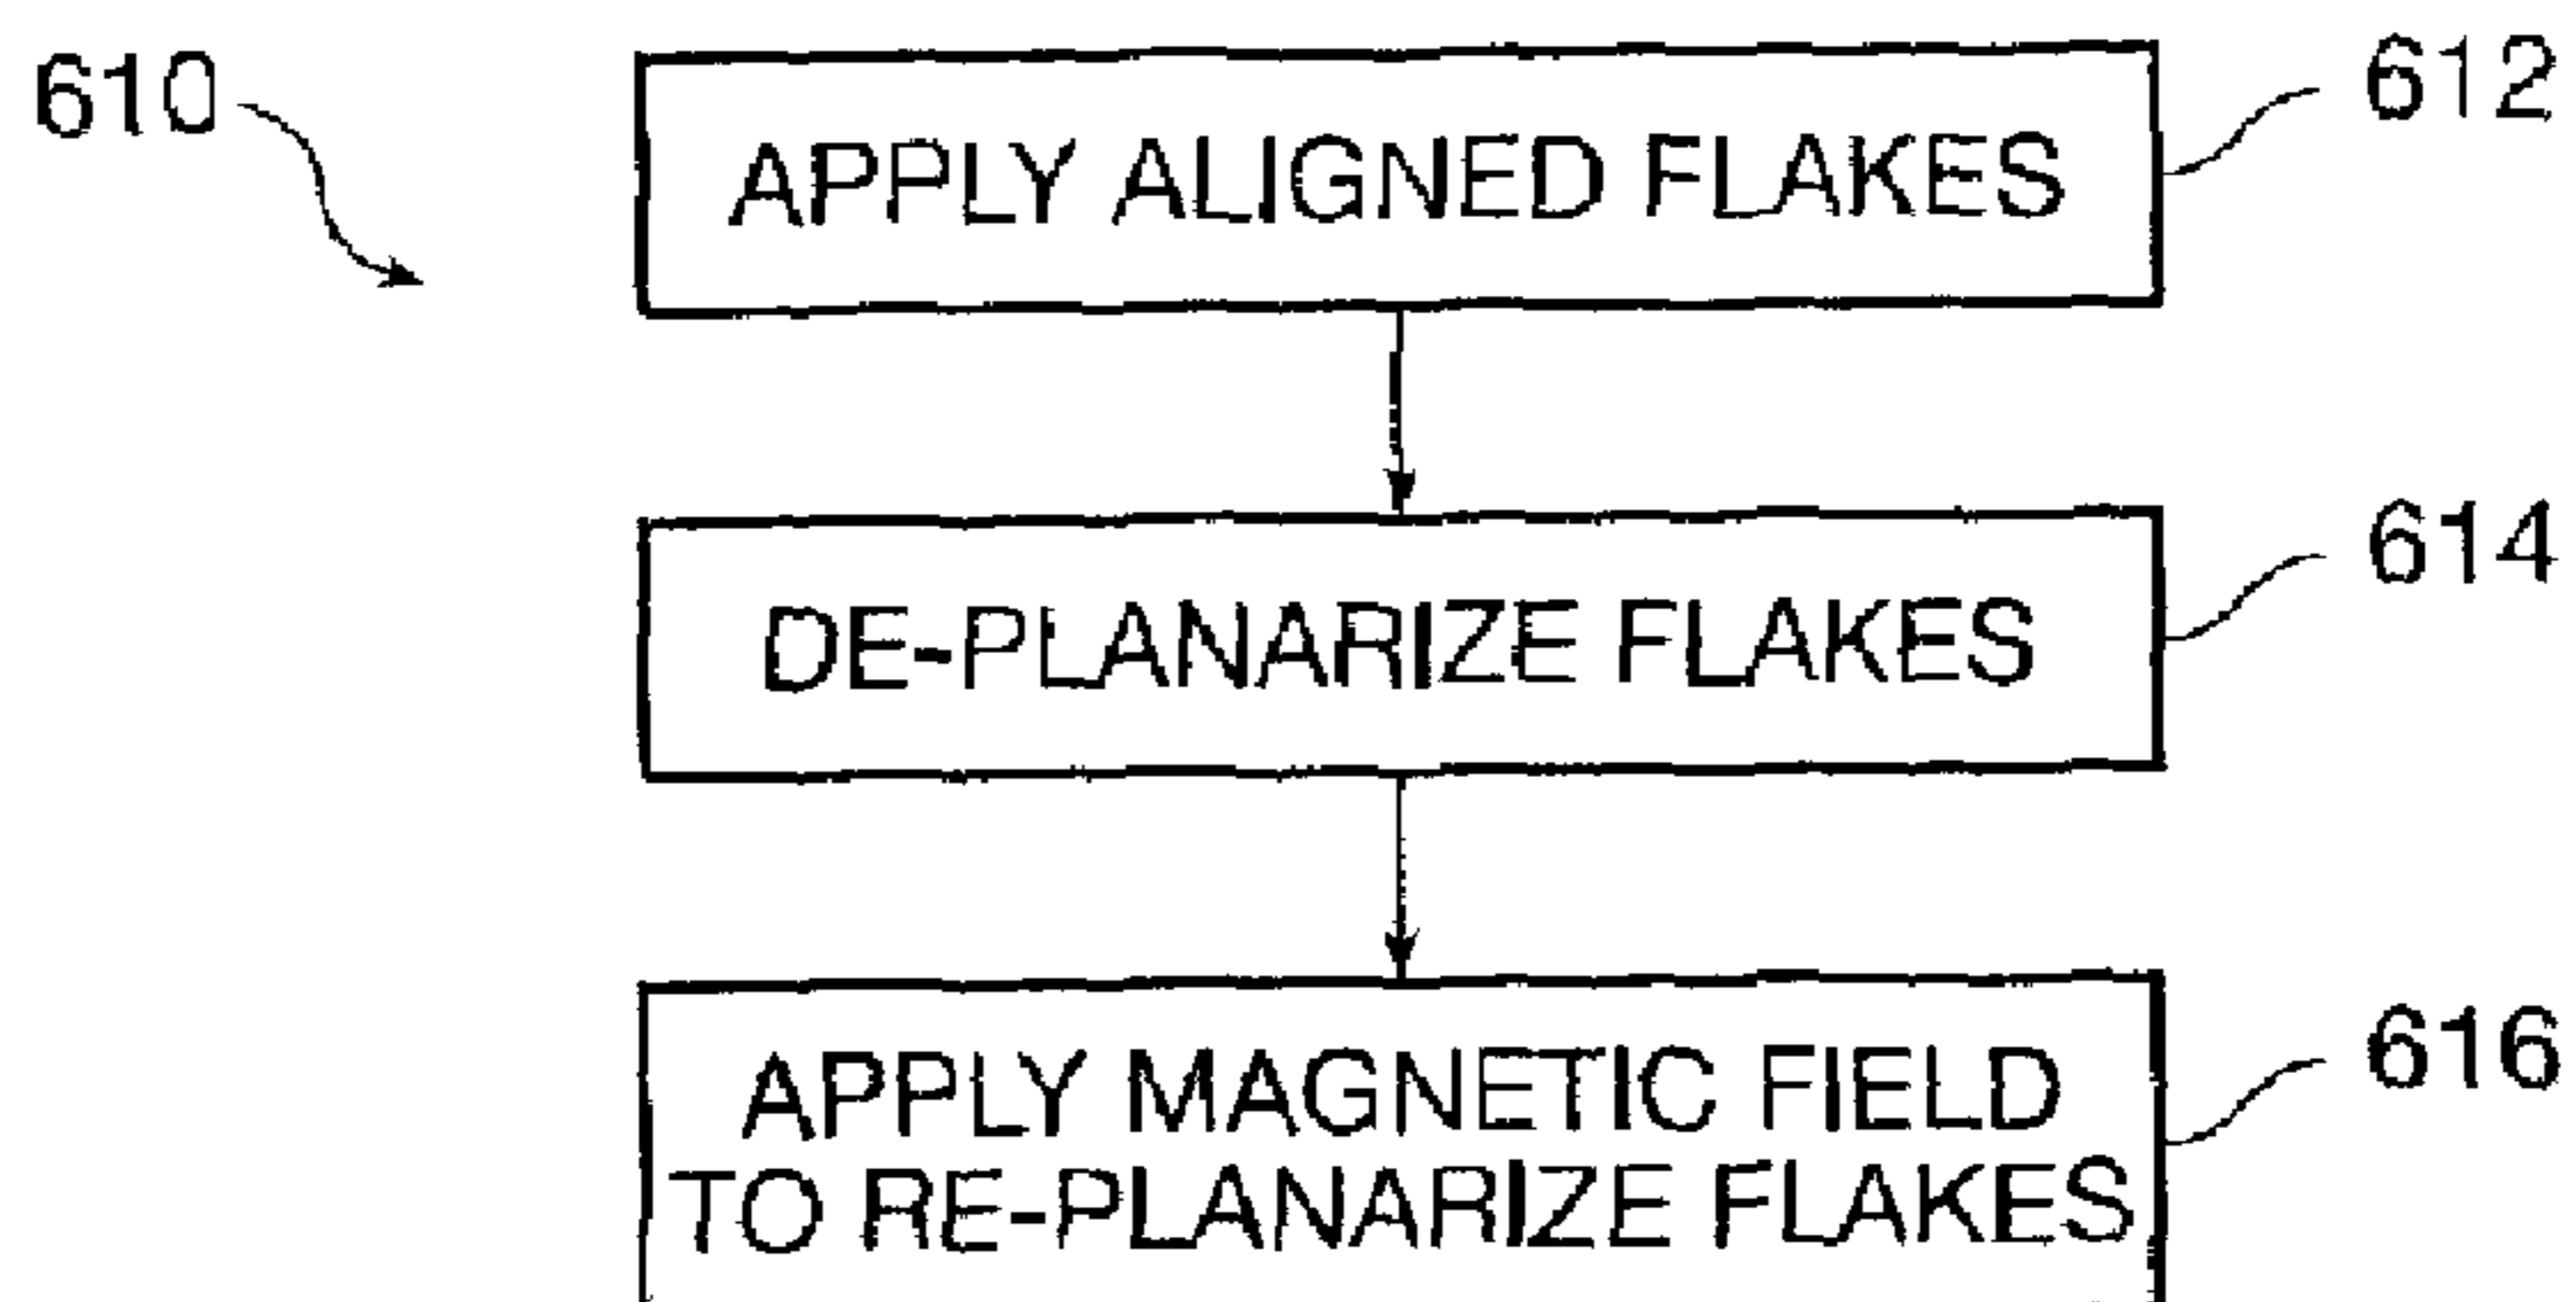 610
APPLY ALIGNED FLAKES
612
DE-PLANARIZE FLAKES
614
APPLY MAGNETIC FIELD
TO RE-PLANARIZE FLAKES
616